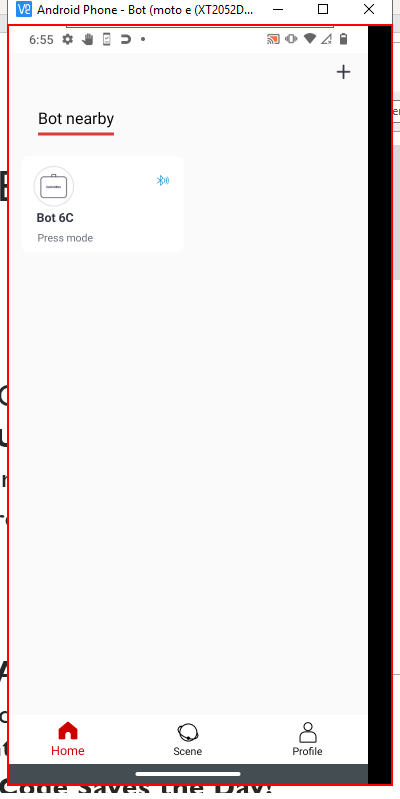 Android Phone - Bot (moto e (XT2052D...
6:55
Bot nearby
Bot 6C
Press mode
Home
Scene
Profile
Code Saves the Day!